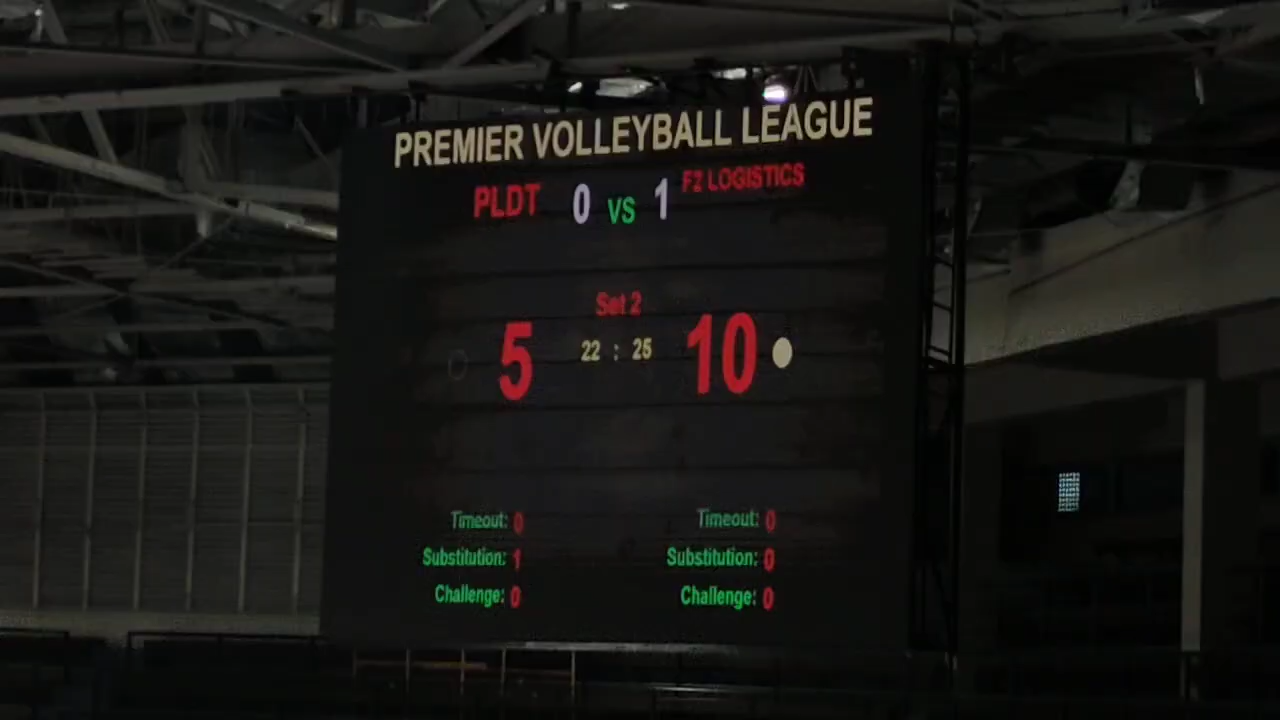 PREMIER VOLLEYBALL LEAGUE
PLDT 0 VS 1 F2 LOGISTICS
Set 2
5 22 : 25 10
Timeout: 0 Timeout: 0
Substitution: 1 Substitution: 0
Challenge: 0 Challenge: 0